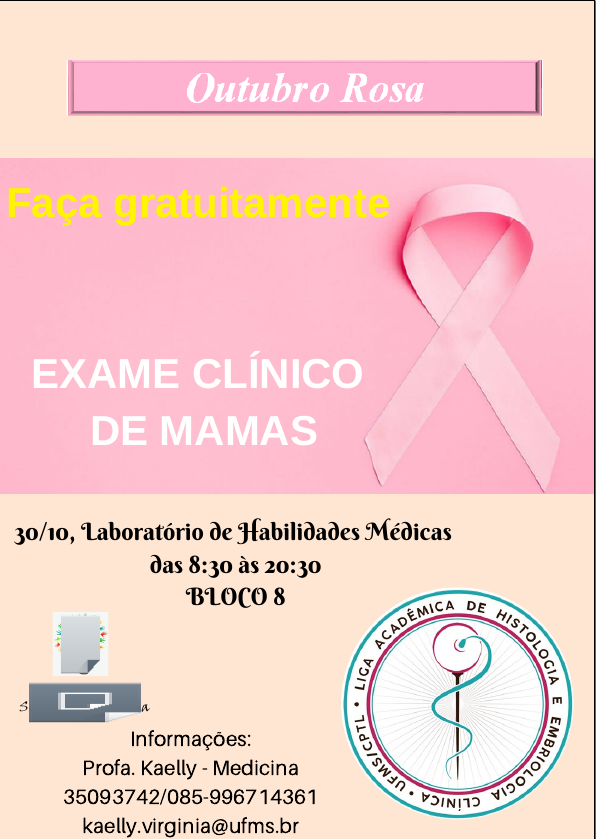 Outubro Rosa
Faça gratuitamente
EXAME CLÍNICO
DE MAMAS
30/10, Laboratório de Habilidades Médicas
das 8:30 às 20:30
BLOCO 8
Informações:
Profa. Kaelly - Medicina
35093742/085-996714361
kaelly.virginia@ufms.br
LIGA ACADÊMICA DE HISTOLOGIA E EMBRIOLOGIA CLÍNICA • UFMS/CPTL •